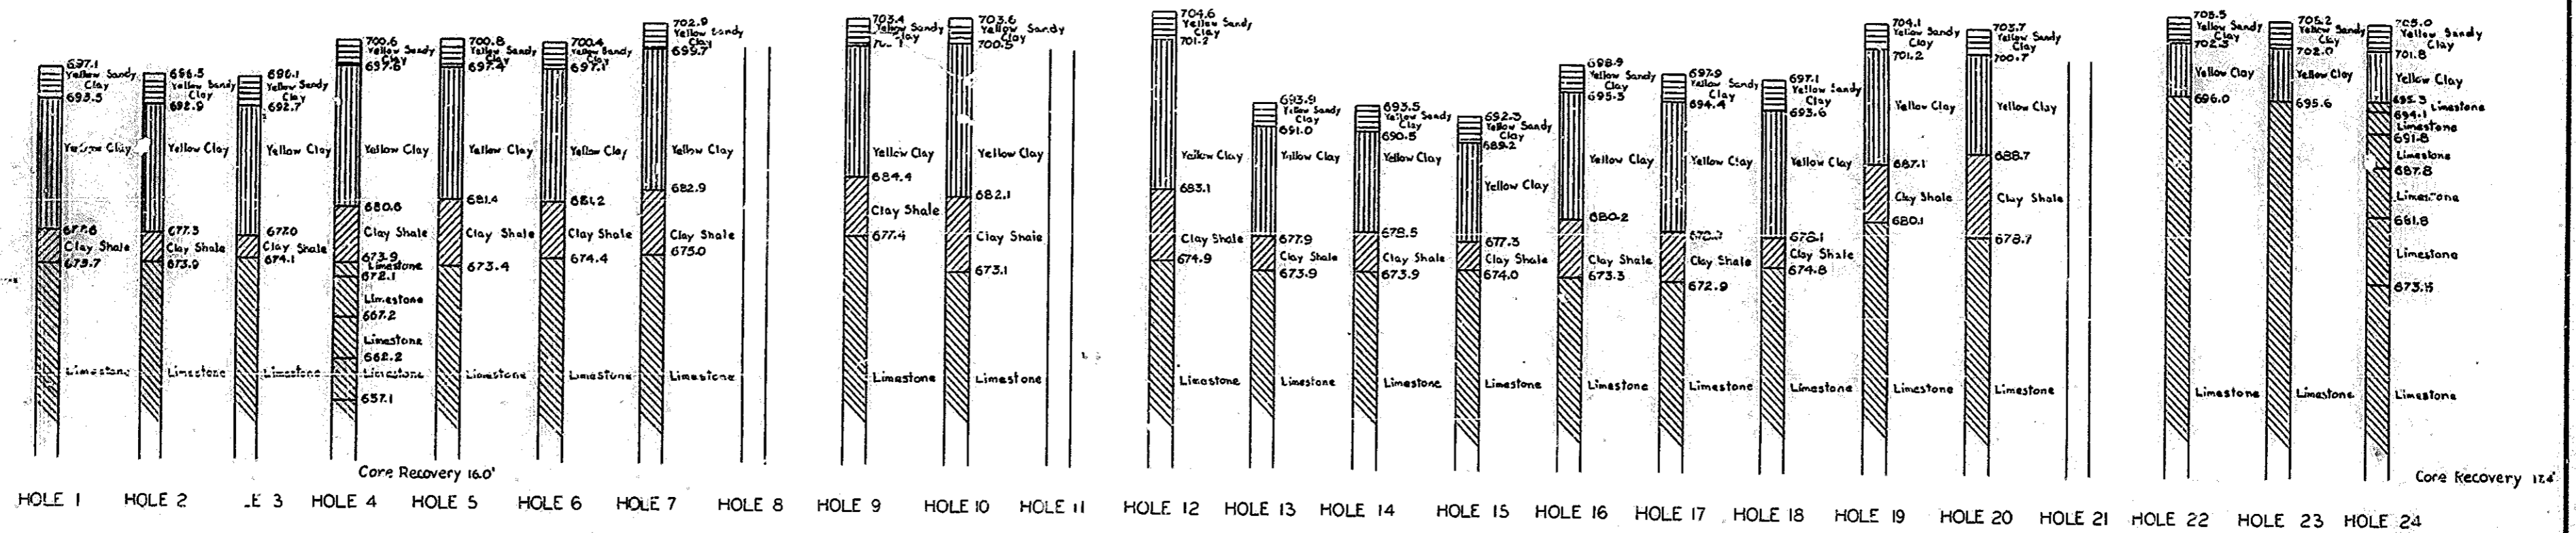 697.1
Yellow Sandy
Clay
693.5
Yellow Clay
677.6
Clay Shale
673.7
Limestone
696.5
Yellow Sandy
Clay
692.9
Yellow Clay
677.3
Clay Shale
673.9
Limestone
696.1
Yellow Sandy
Clay
692.7
Yellow Clay
677.0
Clay Shale
674.1
Limestone
700.6
Yellow Sandy
Clay
697.6
Yellow Clay
680.6
Clay Shale
673.9
Limestone
672.1
Limestone
667.2
Limestone
662.2
Limestone
657.1
Core Recovery 16.0'
700.8
Yellow Sandy
Clay
697.4
Yellow Clay
681.4
Clay Shale
673.4
Limestone
700.4
Yellow Sandy
Clay
697.1
Yellow Clay
681.2
Clay Shale
674.4
Limestone
702.9
Yellow Sandy
Clay
699.7
Yellow Clay
682.9
Clay Shale
675.0
Limestone
703.4
Yellow Sandy
Clay
Yellow Clay
684.4
Clay Shale
677.4
Limestone
703.6
Yellow Sandy
Clay
700.5
Yellow Clay
682.1
Clay Shale
673.1
Limestone
704.6
Yellow Sandy
Clay
701.2
Yellow Clay
683.1
Clay Shale
674.9
Limestone
693.9
Yellow Sandy
Clay
691.0
Yellow Clay
677.9
Clay Shale
673.9
Limestone
693.5
Yellow Sandy
Clay
690.5
Yellow Clay
678.5
Clay Shale
673.9
Limestone
692.3
Yellow Sandy
Clay
689.2
Yellow Clay
677.3
Clay Shale
674.0
Limestone
698.9
Yellow Sandy
Clay
695.3
Yellow Clay
680.2
Clay Shale
673.3
Limestone
697.9
Yellow Sandy
Clay
694.4
Yellow Clay
Clay Shale
672.9
Limestone
697.1
Yellow Sandy
Clay
693.6
Yellow Clay
678.1
Clay Shale
674.8
Limestone
704.1
Yellow Sandy
Clay
701.2
Yellow Clay
687.1
Clay Shale
680.1
Limestone
703.7
Yellow Sandy
Clay
700.7
Yellow Clay
688.7
Clay Shale
678.7
Limestone
705.5
Yellow Sandy
Clay
702.3
Yellow Clay
696.0
Limestone
705.2
Yellow Sandy
Clay
702.0
Yellow Clay
695.6
Limestone
705.0
Yellow Sandy
Clay
701.8
Yellow Clay
695.3
Limestone
694.1
Limestone
691.8
Limestone
687.8
Limestone
681.8
Limestone
Limestone
Core Recovery 17.4'
HOLE 1 HOLE 2 3 HOLE 4 HOLE 5 HOLE 6 HOLE 7 HOLE 8 HOLE 9 HOLE 10 HOLE 11 HOLE 12 HOLE 13 HOLE 14 HOLE 15 HOLE 16 HOLE 17 HOLE 18 HOLE 19 HOLE 20 HOLE 21 HOLE 22 HOLE 23 HOLE 24